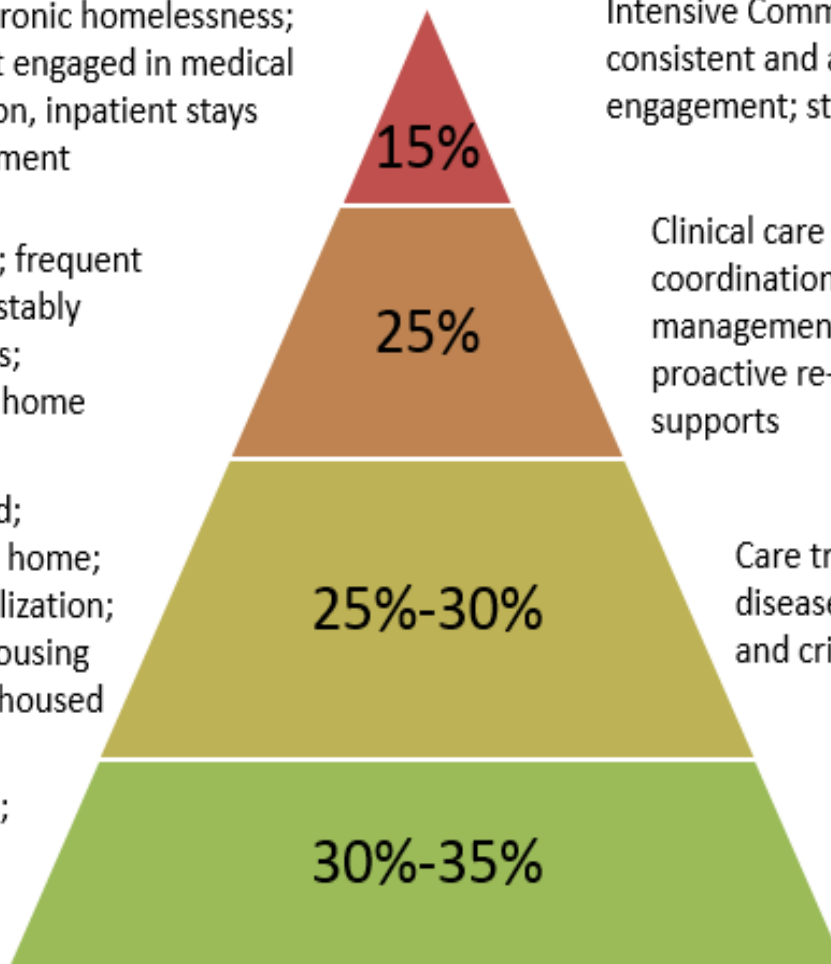 ronic homelessness;
engaged in medical
on, inpatient stays
ment
Intensive Comm
consistent and a
engagement; st
15%
; frequent
stably
s;
home
25%
Clinical care
coordination
managemen
proactive re-
supports
d;
home;
lization;
ousing
housed
25%-30%
Care tr
disease
and cri
;
30%-35%